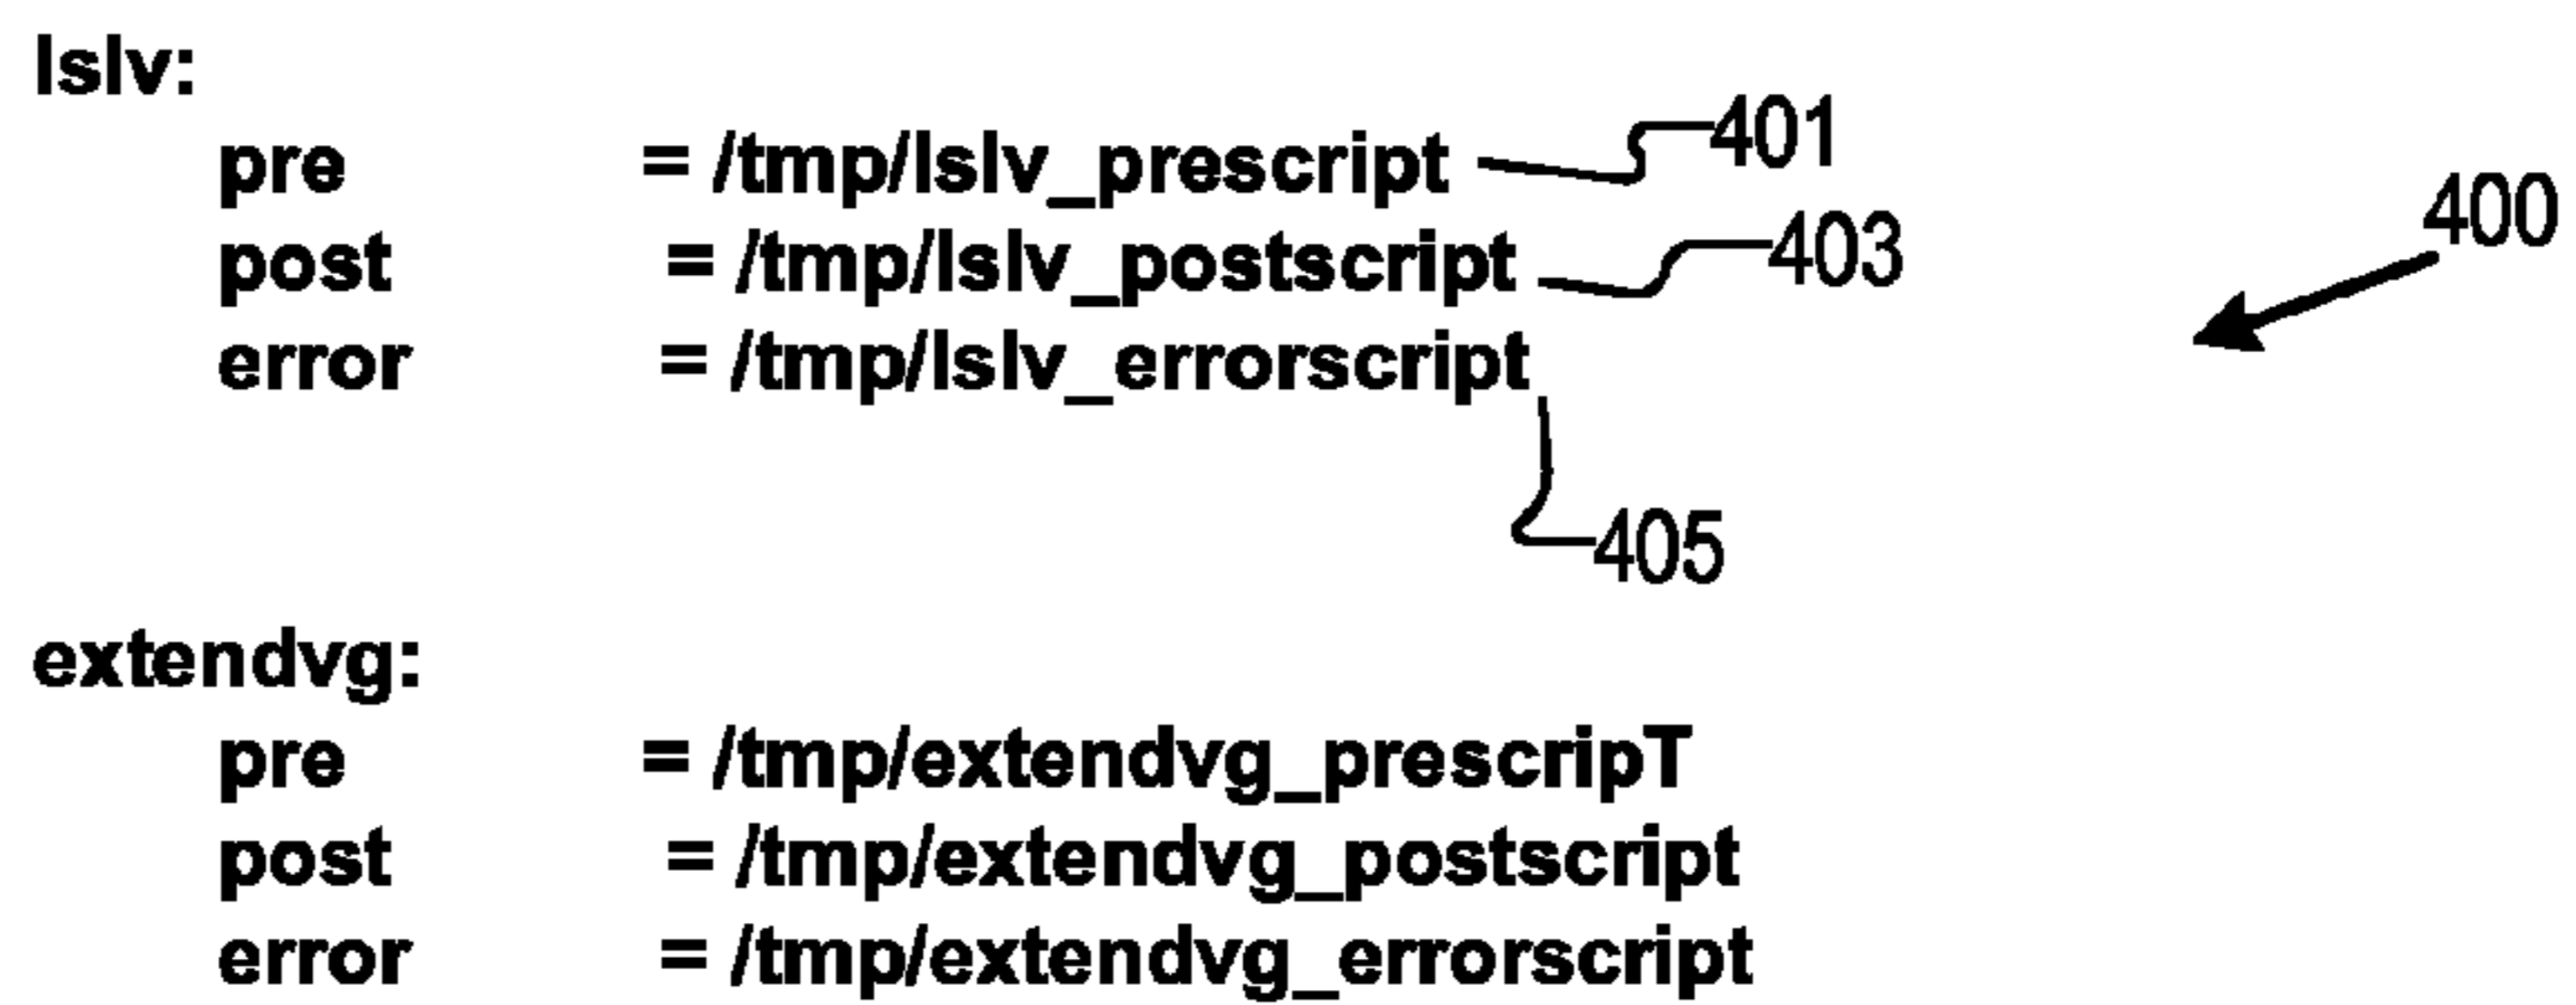 lslv:
pre = /tmp/lslv_prescript 401
400
post = /tmp/lslv_postscript 403
error = /tmp/lslv_errorscript
405
extendvg:
pre = /tmp/extendvg_prescripT
post = /tmp/extendvg_postscript
error = /tmp/extendvg_errorscript